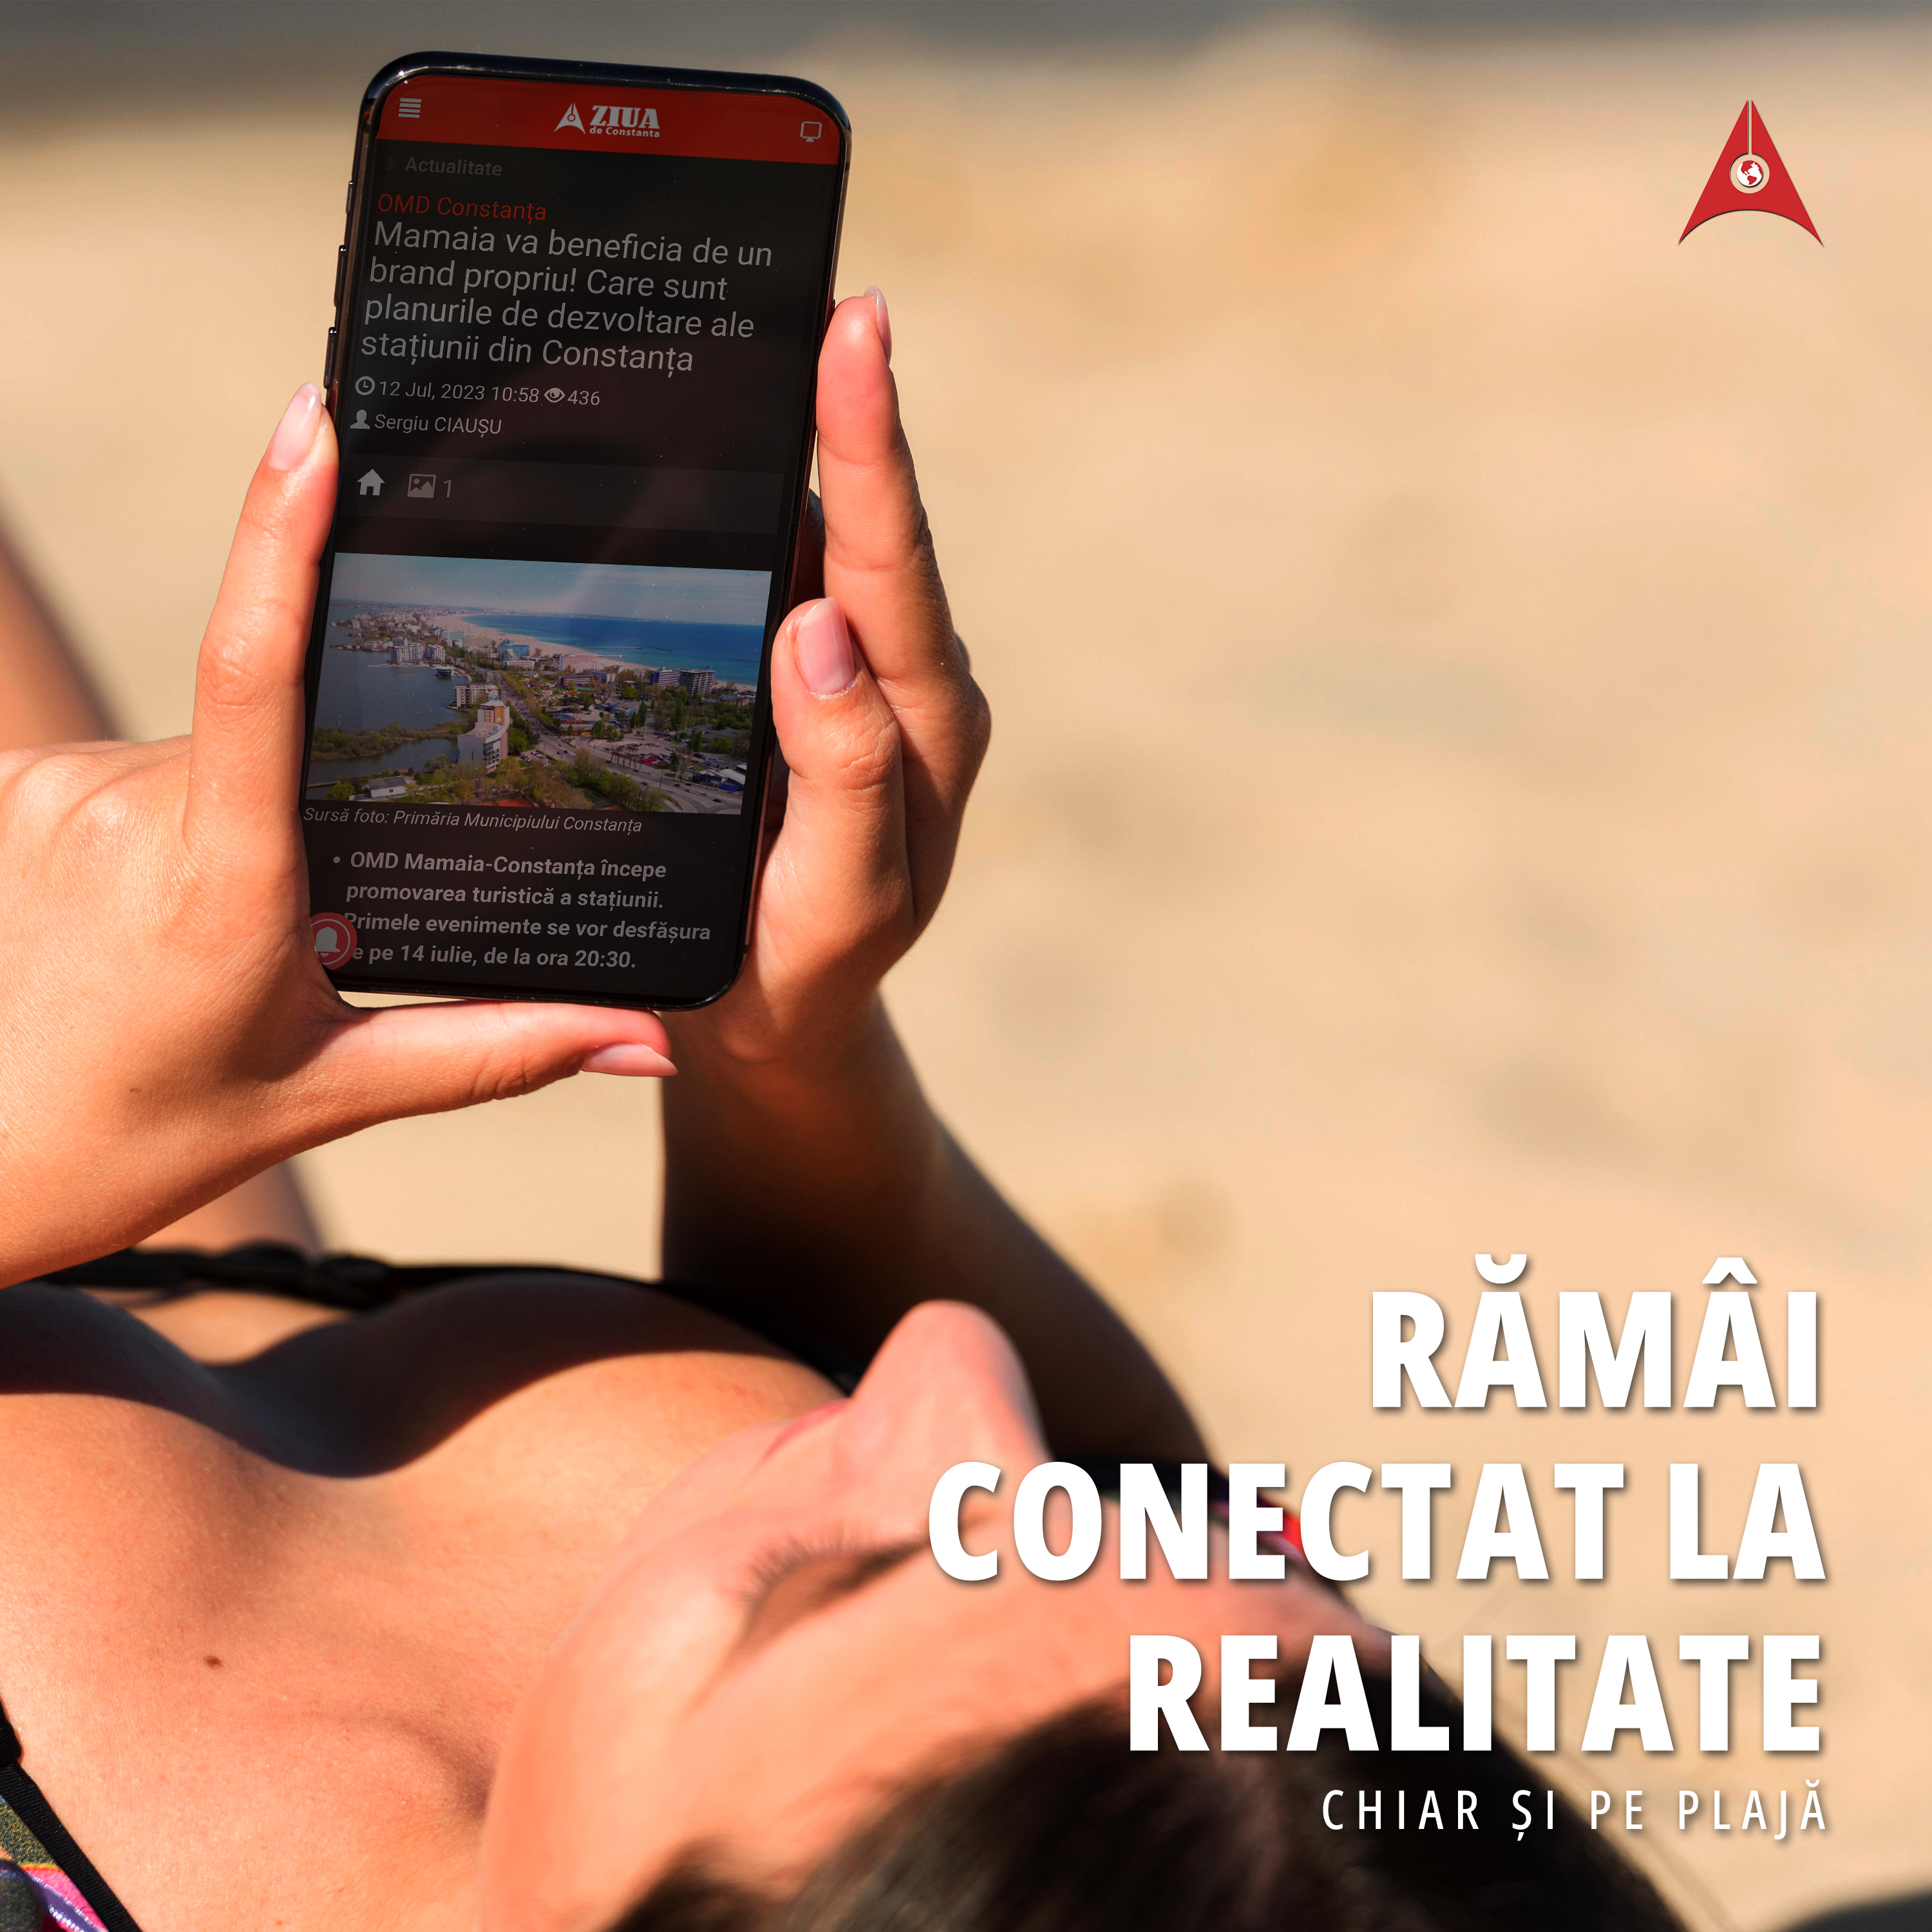 ZIUA
de Constanta
Actualitate
OMD Constanța
Mamaia va beneficia de un
brand propriu! Care sunt
planurile de dezvoltare ale
stațiunii din Constanța
12 Jul, 2023 10:58 436
Sergiu CIAUȘU
1
Sursă foto: Primăria Municipiului Constanța
• OMD Mamaia-Constanța începe
promovarea turistică a stațiunii.
Primele evenimente se vor desfășura
pe 14 iulie, de la ora 20:30.
RĂMÂI
CONECTAT LA
REALITATE
CHIAR ȘI PE PLAJĂ